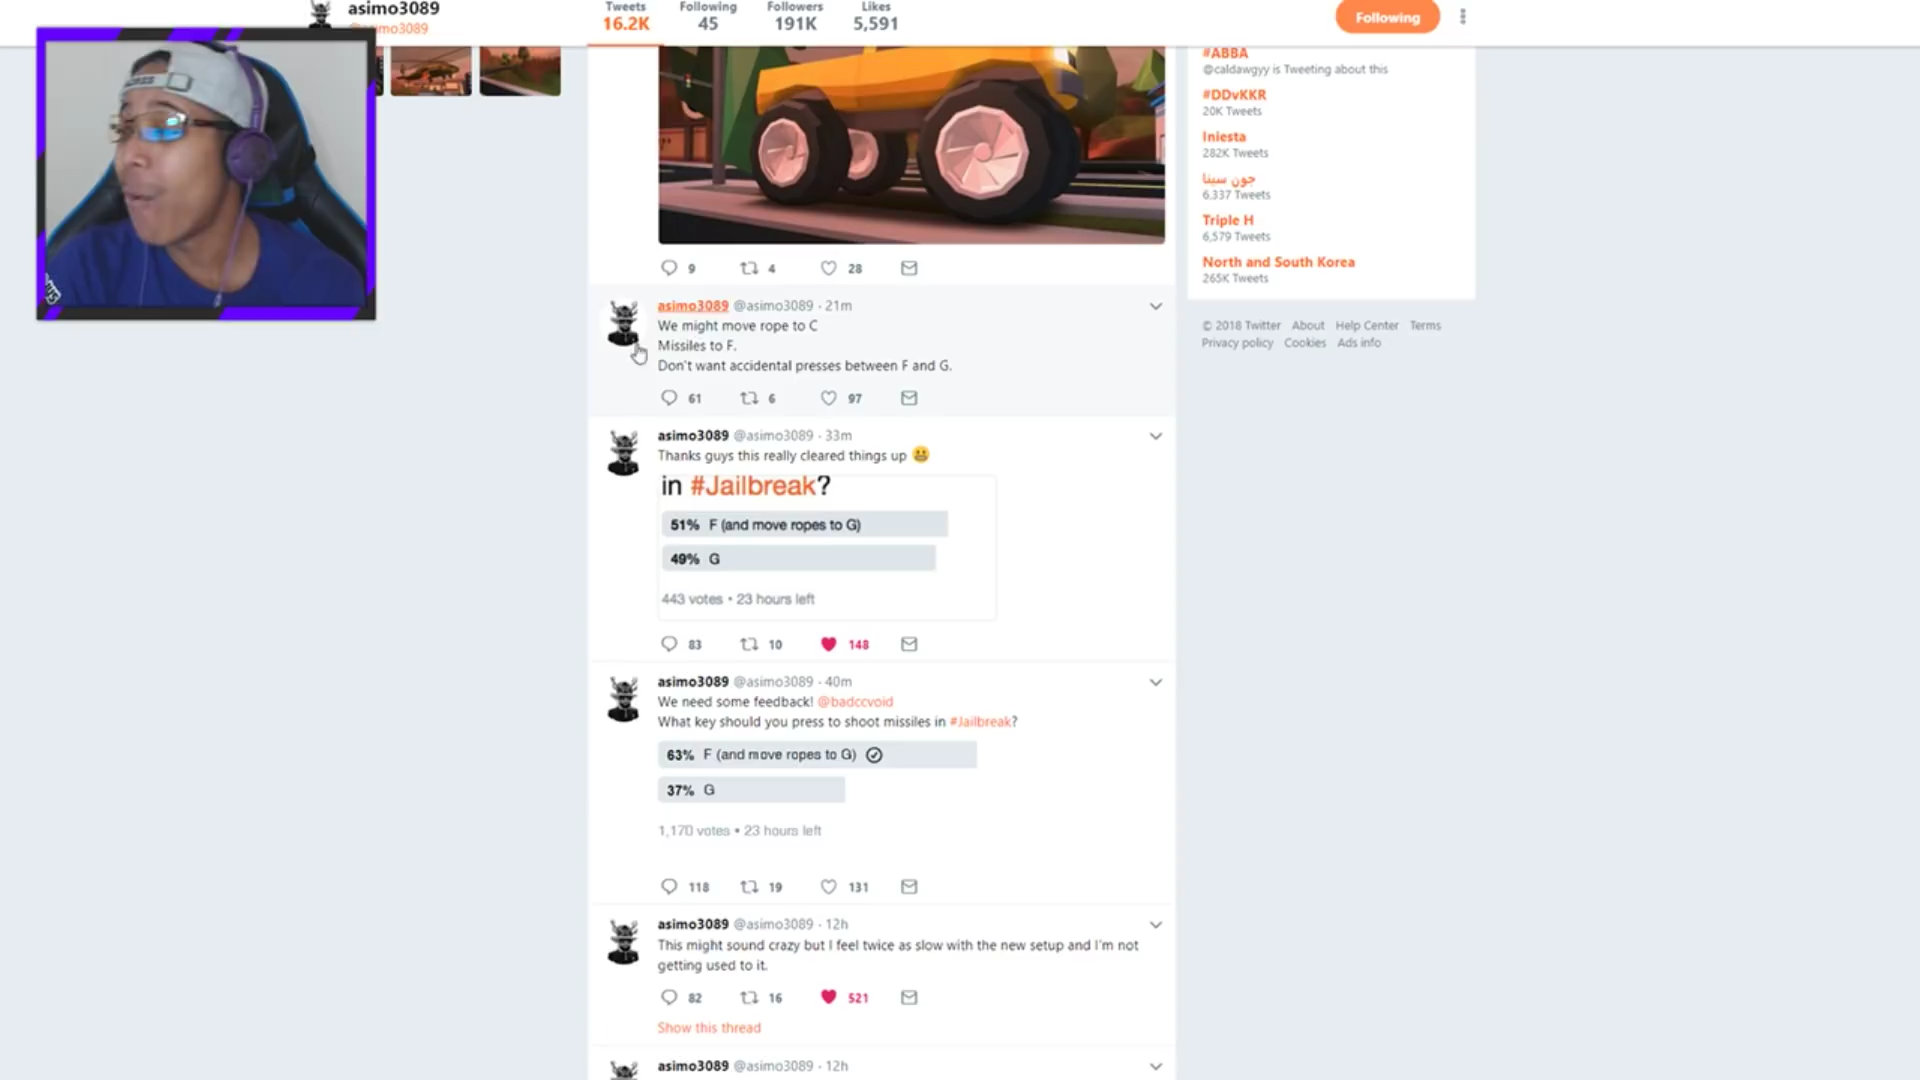 asimo3089
mo3089
Tweets
16.2K
Following
45
Followers
191K
Likes
5,591
Following
9
4
28
asimo3089 @asimo3089 · 21m
We might move rope to C
Missiles to F.
Don't want accidental presses between F and G.
61
6
97
asimo3089 @asimo3089 · 33m
Thanks guys this really cleared things up 😀
in #Jailbreak?
51% F (and move ropes to G)
49% G
443 votes • 23 hours left
83
10
148
asimo3089 @asimo3089 · 40m
We need some feedback! @badccvoid
What key should you press to shoot missiles in #Jailbreak?
63% F (and move ropes to G)
37% G
1,170 votes • 23 hours left
118
19
131
asimo3089 @asimo3089 · 12h
This might sound crazy but I feel twice as slow with the new setup and I'm not
getting used to it.
82
16
521
Show this thread
asimo3089 @asimo3089 · 12h
#ABBA
@caldawgyy is Tweeting about this
#DDvKKR
20K Tweets
Iniesta
282K Tweets
جون سينا
6,337 Tweets
Triple H
6,579 Tweets
North and South Korea
265K Tweets
© 2018 Twitter About Help Center Terms
Privacy policy Cookies Ads info